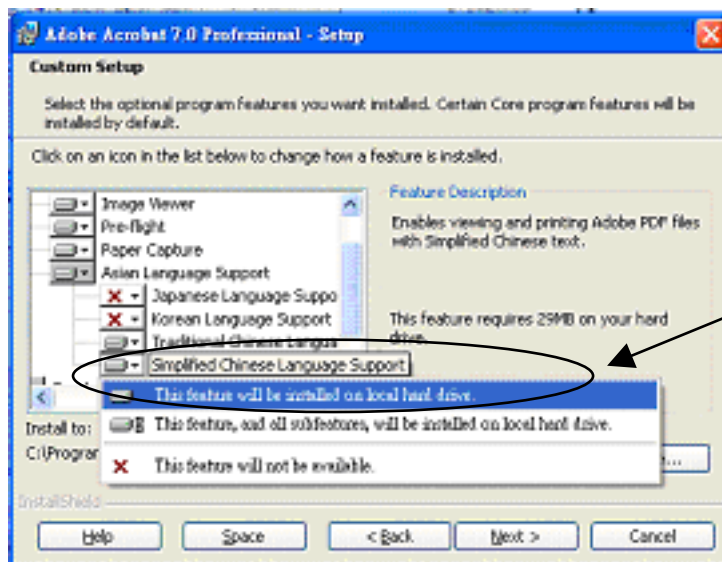 Adobe Acrobat 7.0 Professional - Setup
Custom Setup
Select the optional program features you want installed. Certain Core program features will be
installed by default.
Click on an icon in the list below to change how a feature is installed.
Image Viewer
Pre-flight
Paper Capture
Asian Language Support
Japanese Language Suppo
Korean Language Support
Traditional Chinese Langua
Simplified Chinese Language Support
Feature Description
Enables viewing and printing Adobe PDF files
with Simplified Chinese text.
This feature requires 29MB on your hard
drive.
This feature will be installed on local hard drive.
This feature, and all subfeatures, will be installed on local hard drive.
This feature will not be available.
Install to:
C:\Program
InstallShield
Help
Space
< Back
Next >
Cancel